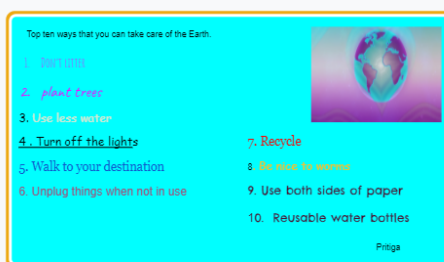 Top ten ways that you can take care of the Earth.
1. Don't litter
2. plant trees
3. Use less water
4 . Turn off the lights
5. Walk to your destination
6. Unplug things when not in use
7. Recycle
8. Be nice to worms
9. Use both sides of paper
10. Reusable water bottles
Pritiga